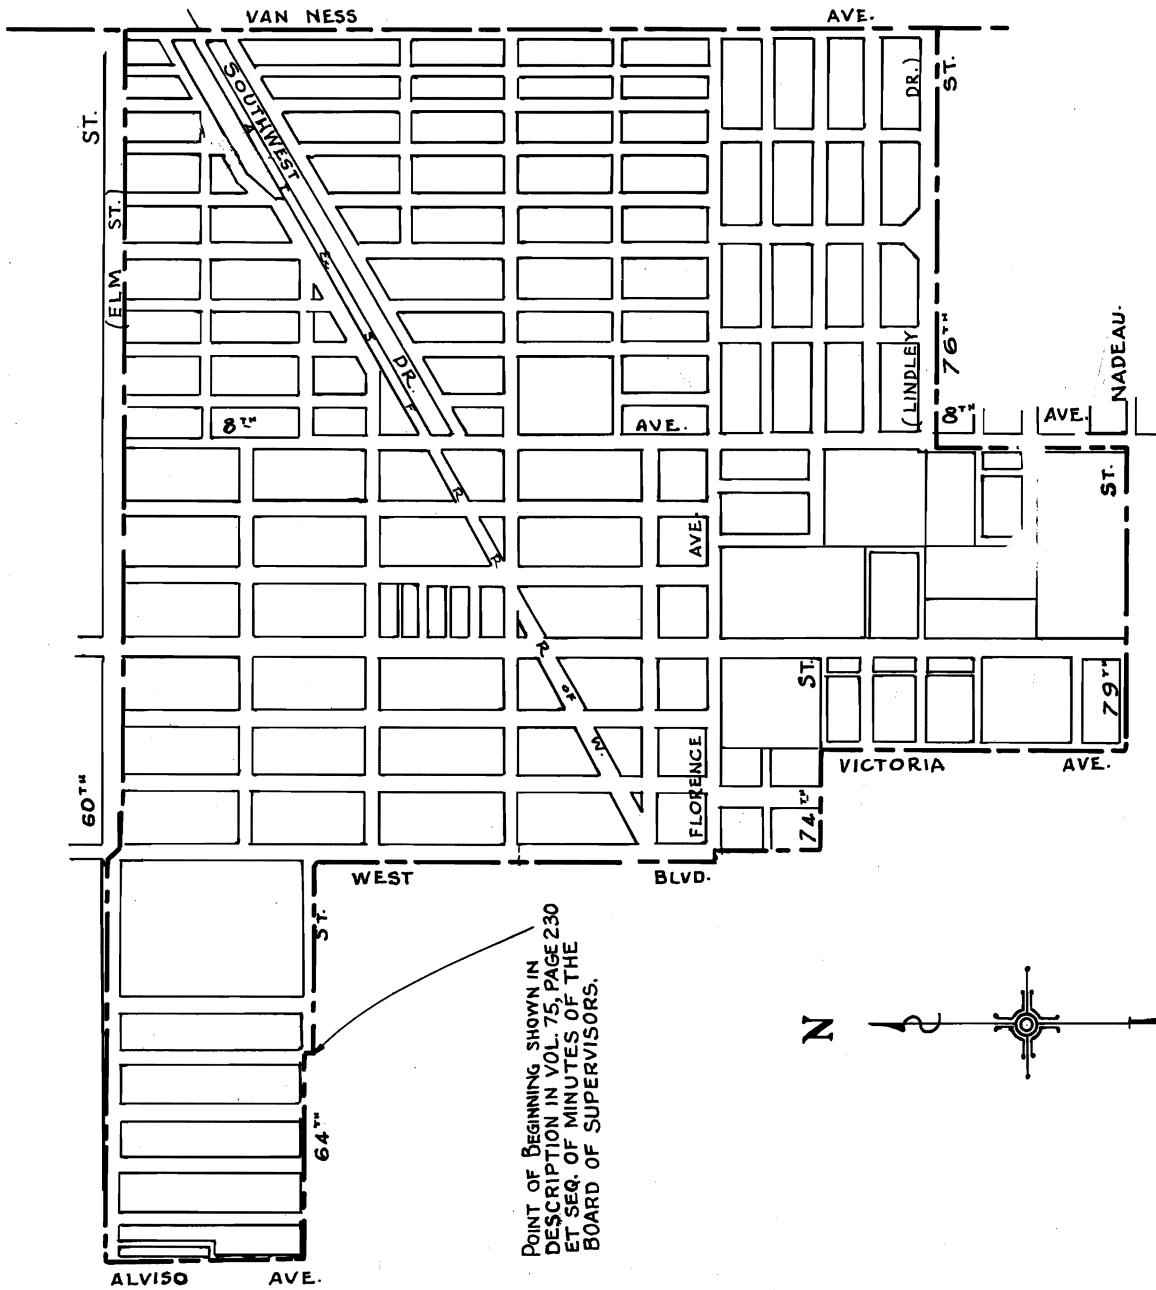 VAN NESS AVE.
ST.
(ELM ST.)
SOUTHWEST DR.
A. T. & S. F. R. R. R. OF W.
DR.)
ST.
76TH
(LINDLEY
NADEAU.
8TH AVE.
8TH AVE.
ST.
AVE.
FLORENCE
ST.
74TH
79TH
VICTORIA AVE.
60TH
WEST BLVD.
ST.
64TH
POINT OF BEGINNING SHOWN IN
DESCRIPTION IN VOL. 75, PAGE 230
ET SEQ. OF MINUTES OF THE
BOARD OF SUPERVISORS.
N
ALVISO AVE.